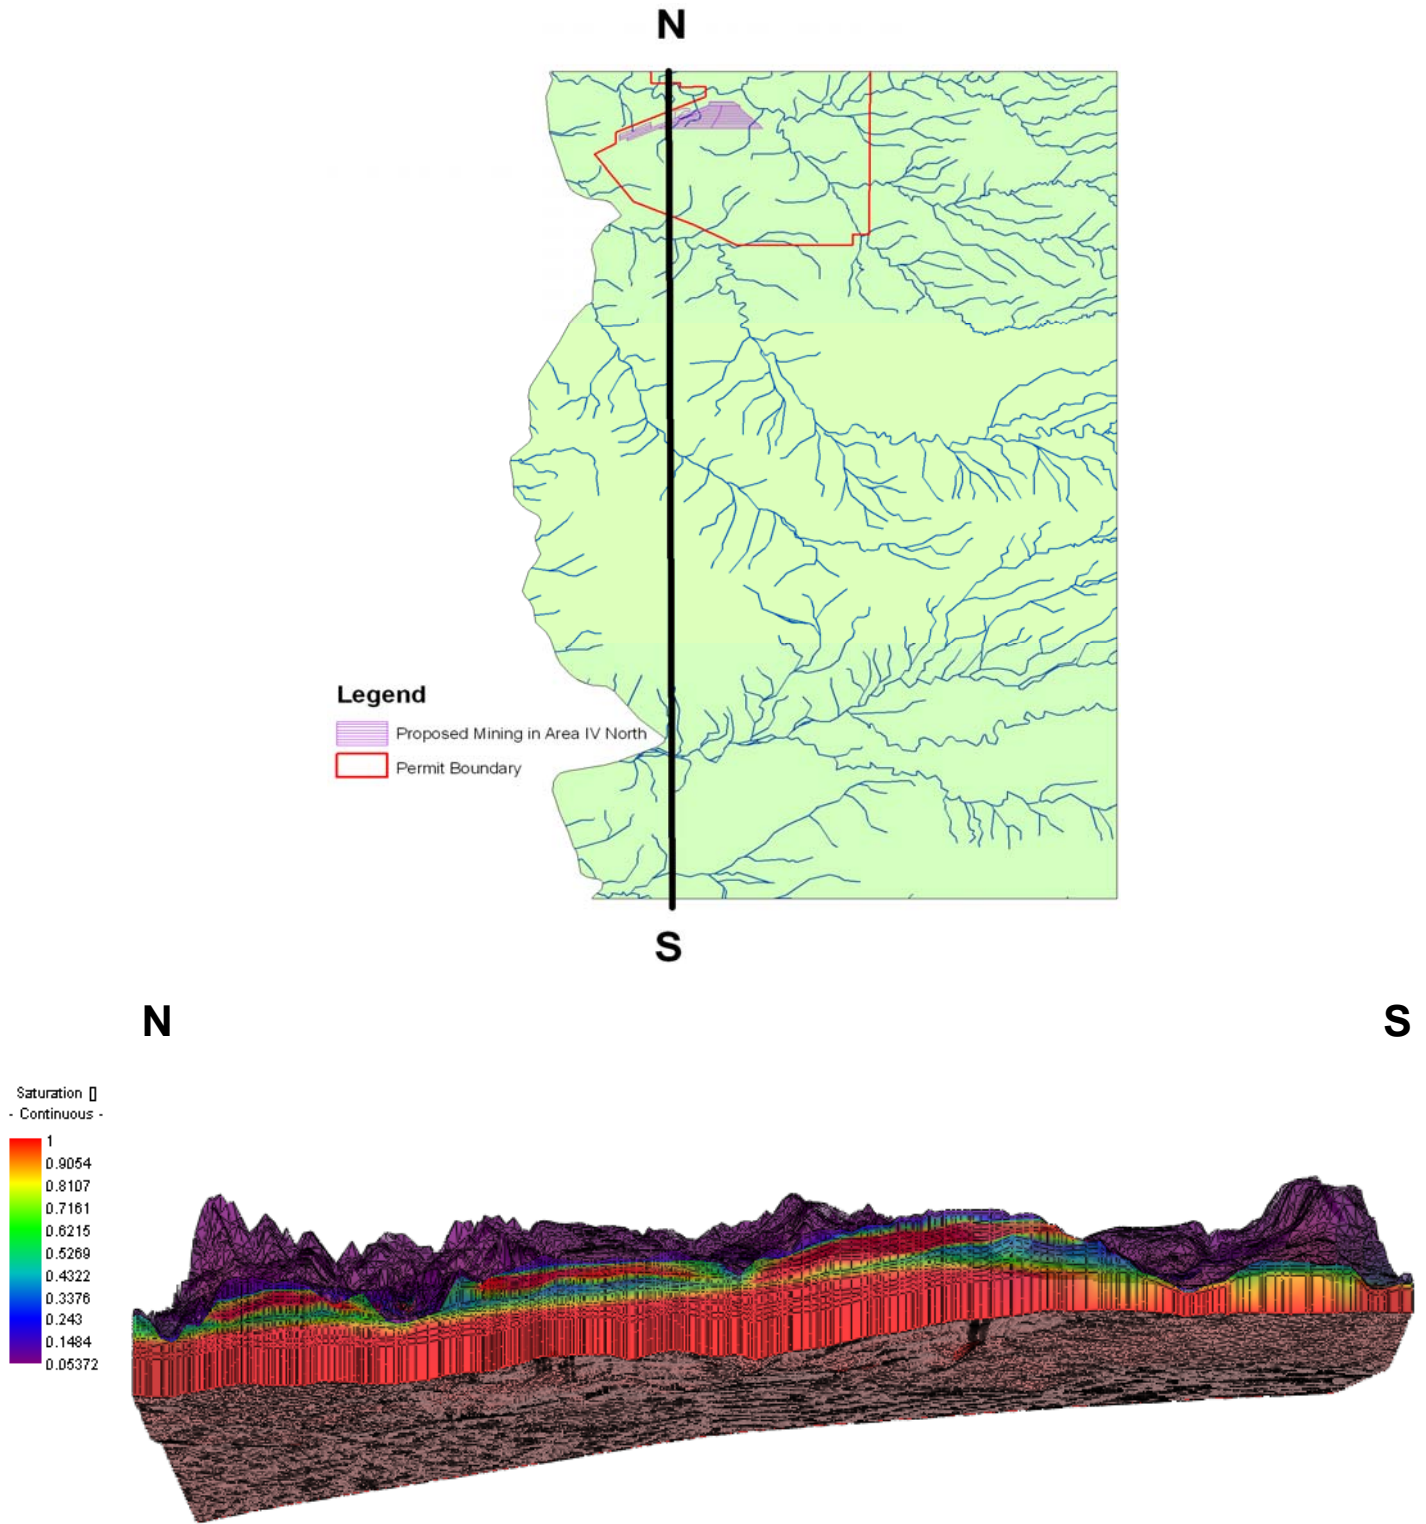 N
Legend
Proposed Mining in Area IV North
Permit Boundary
S
N
S
Saturation []
- Continuous -
1
0.9054
0.8107
0.7161
0.6215
0.5269
0.4322
0.3376
0.243
0.1484
0.05372